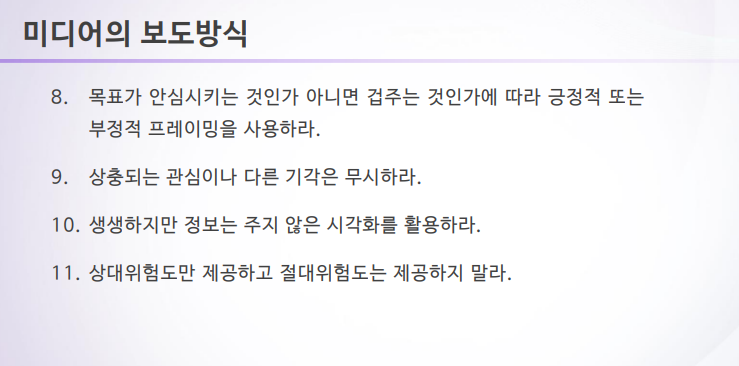 미디어의 보도방식
8. 목표가 안심시키는 것인가 아니면 겁주는 것인가에 따라 긍정적 또는
부정적 프레이밍을 사용하라.
9. 상충되는 관심이나 다른 기각은 무시하라.
10. 생생하지만 정보는 주지 않은 시각화를 활용하라.
11. 상대위험도만 제공하고 절대위험도는 제공하지 말라.